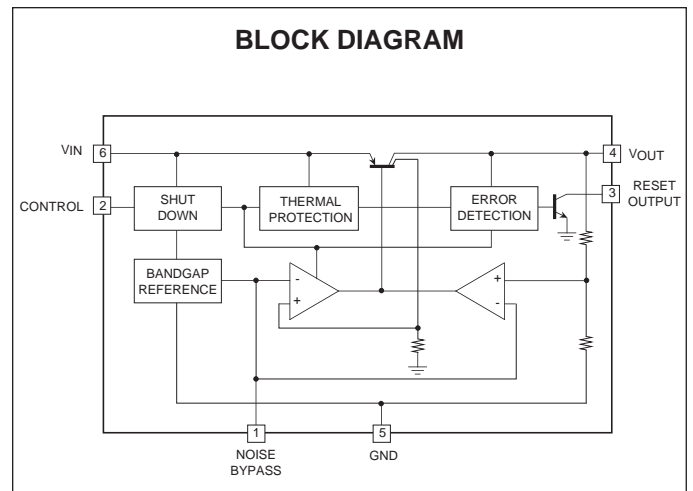 BLOCK DIAGRAM
VIN
6
4
VOUT
CONTROL
2
SHUT
DOWN
THERMAL
PROTECTION
ERROR
DETECTION
3
RESET
OUTPUT
BANDGAP
REFERENCE
-
+
+
-
1
NOISE
BYPASS
5
GND